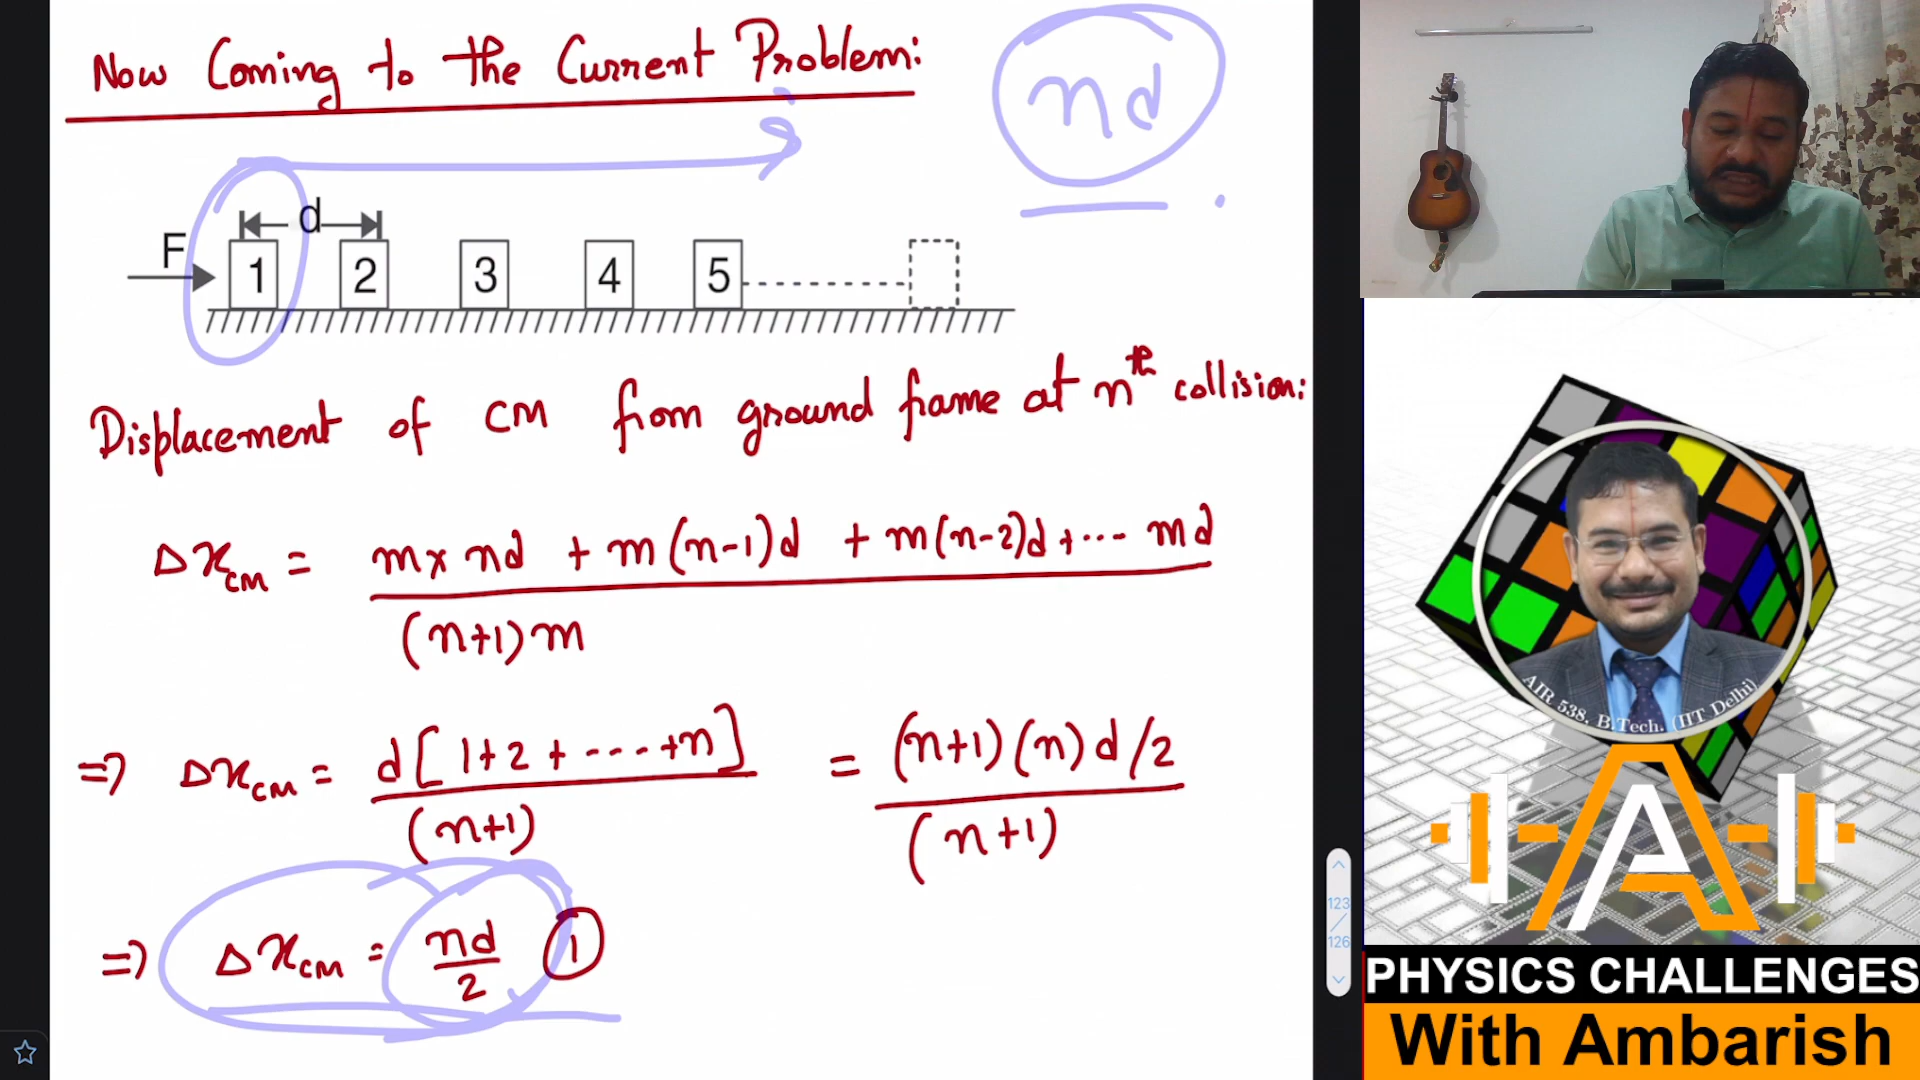 Now Coming to the Current Problem:
nd
d
F
1 2 3 4 5
Displacement of CM from ground frame at nth collision:
Δx_cm = (m × nd + m(n-1)d + m(n-2)d + ... md) / ((n+1)m)
⇒ Δx_cm = d[1+2+----+n] / (n+1) = (n+1)(n)d/2 / (n+1)
⇒ Δx_cm = nd/2 ①
123
/
126
AIR 538, B.Tech. (IIT Delhi)
A
PHYSICS CHALLENGES
With Ambarish